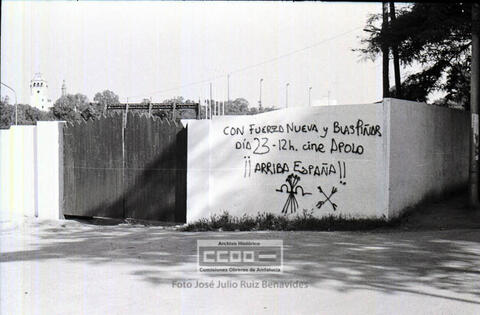 CON FUERZA NUEVA y BLAS PIÑAR
DÍA 23-12h. cine APOLO
¡¡ARRIBA ESPAÑA!!
Archivo Histórico
CCOO
Comisiones Obreras de Andalucía
Foto José Julio Ruiz Benavides